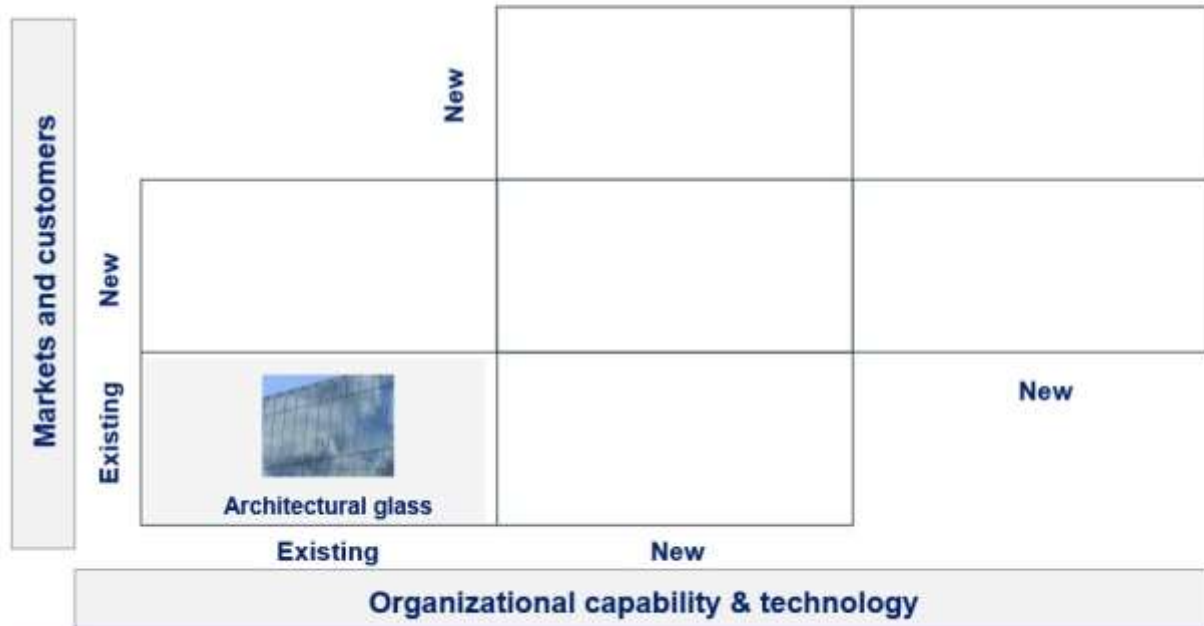 Markets and customers
New
New
Existing
New
Architectural glass
Existing
New
Organizational capability & technology